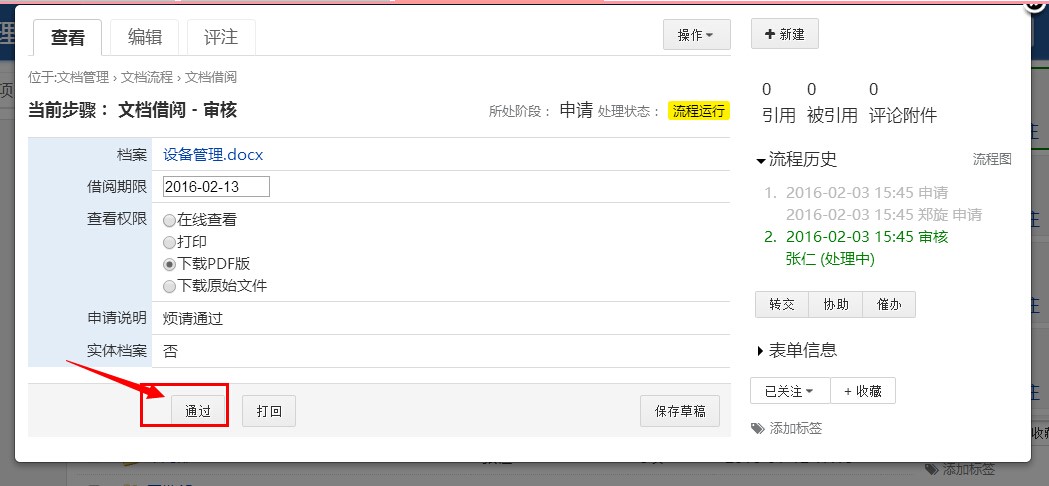 查看 编辑 评注 操作
位于:文档管理 › 文档流程 › 文档借阅
当前步骤： 文档借阅 - 审核 所处阶段： 申请 处理状态： 流程运行
档案 设备管理.docx
借阅期限 2016-02-13
查看权限 在线查看
打印
下载PDF版
下载原始文件
申请说明 烦请通过
实体档案 否
通过 打回 保存草稿
+ 新建
0 0 0
引用 被引用 评论附件
流程历史 流程图
1. 2016-02-03 15:45 申请
2016-02-03 15:45 郑旋 申请
2. 2016-02-03 15:45 审核
张仁 (处理中)
转交 协助 催办
表单信息
已关注 + 收藏
添加标签
收藏
添加标签